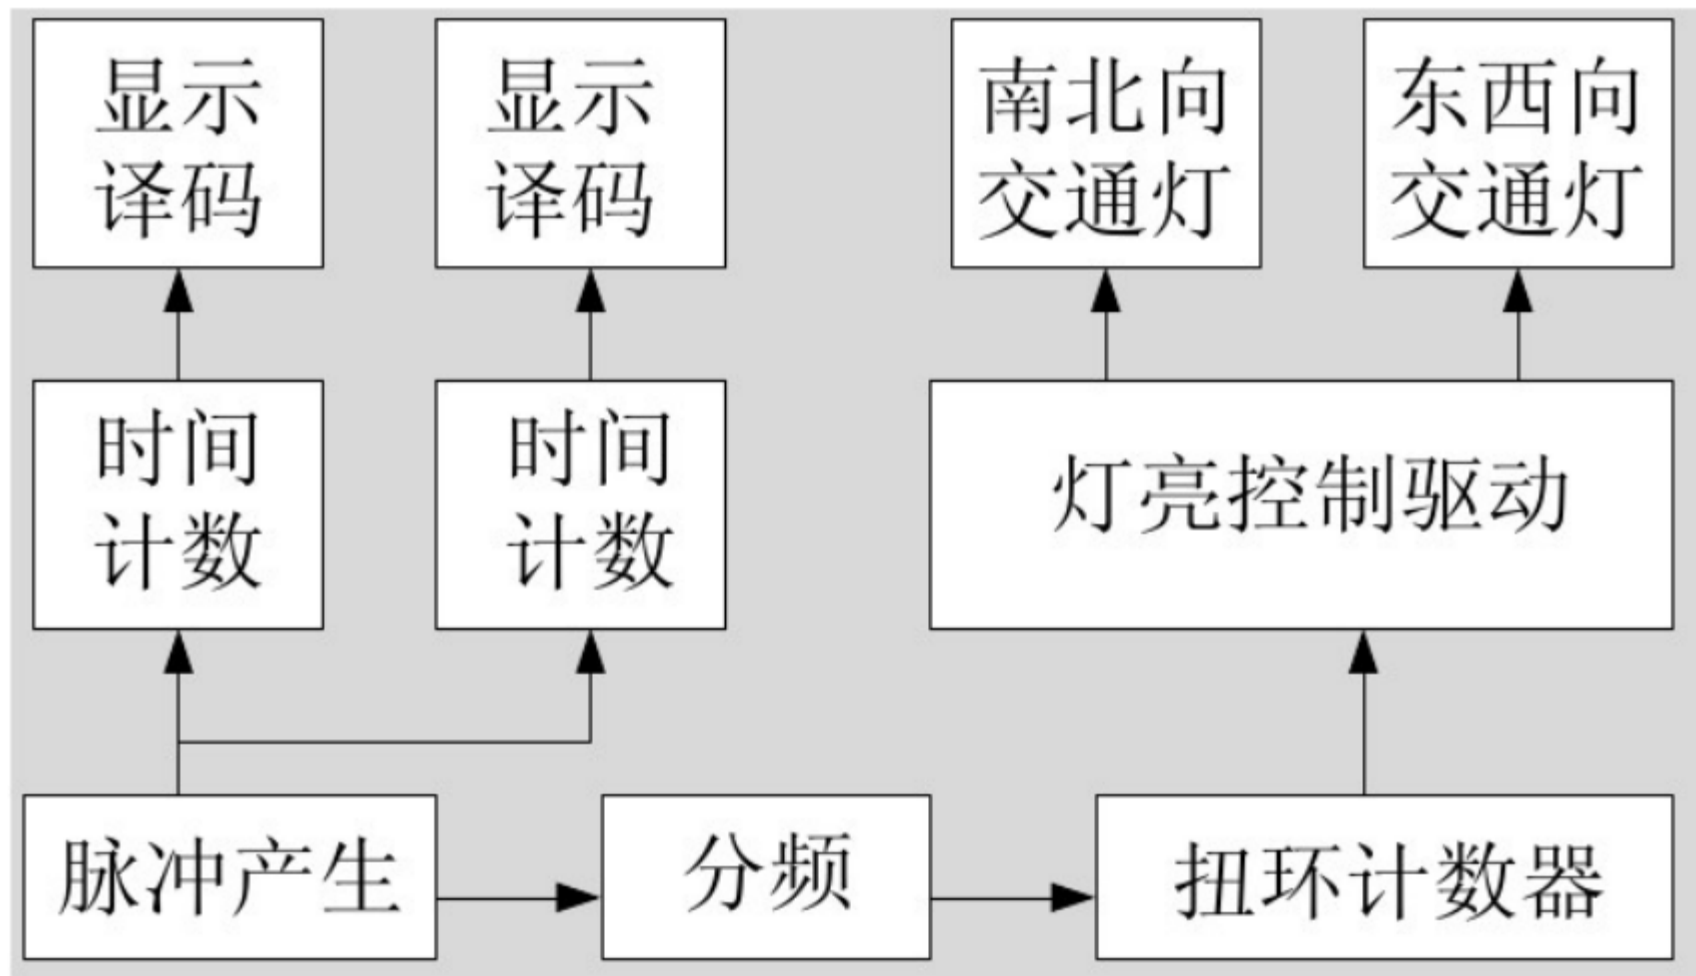 显示
译码
显示
译码
南北向
交通灯
东西向
交通灯
时间
计数
时间
计数
灯亮控制驱动
脉冲产生
分频
扭环计数器